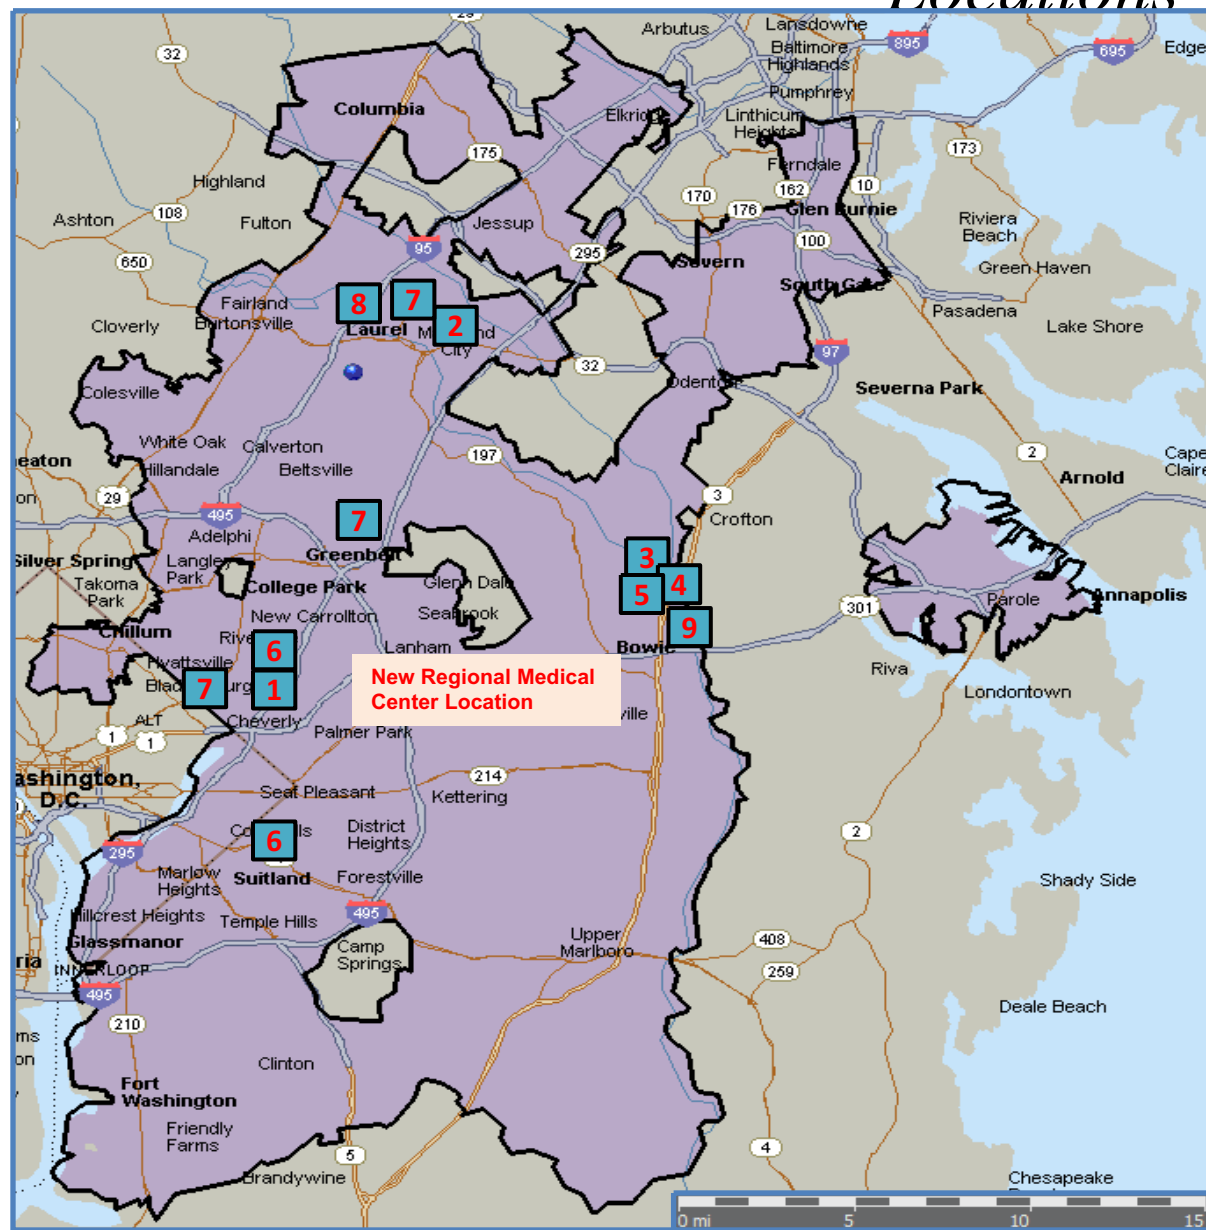 Locations
29
Arbutus
Lansdowne
32
Baltimore
Highlands
895
695
Edge
Columbia
Pumphrey
Linthicum
Heights
175
173
Ferndale
Highland
170
162
10
108
176
Glen Burnie
Ashton
Fulton
Jessup
Riviera
Beach
100
95
295
650
Severn
Green Haven
South Gate
Fairland
8
7
Pasadena
Burtonsville
2
Lake Shore
Cloverly
Laurel
City
97
32
Odenton
Severna Park
Colesville
White Oak
Calverton
197
2
Hillandale
Beltsville
Arnold
Cape
Claire
29
3
495
7
Crofton
Adelphi
Greenbelt
3
Silver Spring
Langley
Park
College Park
Glenn Dale
4
Takoma
Park
5
Parole
Annapolis
New Carrollton
Seabrook
301
9
Chillum
6
Lanham
Bowie
Hyattsville
Riva
7
1
New Regional Medical
Center Location
Londontown
ALT
Cheverly
ville
1
1
Palmer Park
ashington,
D.C.
214
Seat Pleasant
Kettering
District
Heights
6
2
295
Marlow
Heights
Suitland
Forestville
Shady Side
Hillcrest Heights
Temple Hills
495
Upper
Marlboro
408
Glassmanor
Camp
Springs
ria
INNERLOOP
259
495
Deale Beach
210
ms
on
Clinton
Fort
Washington
Friendly
Farms
5
4
Brandywine
Chesapeake
0 mi
5
10
15